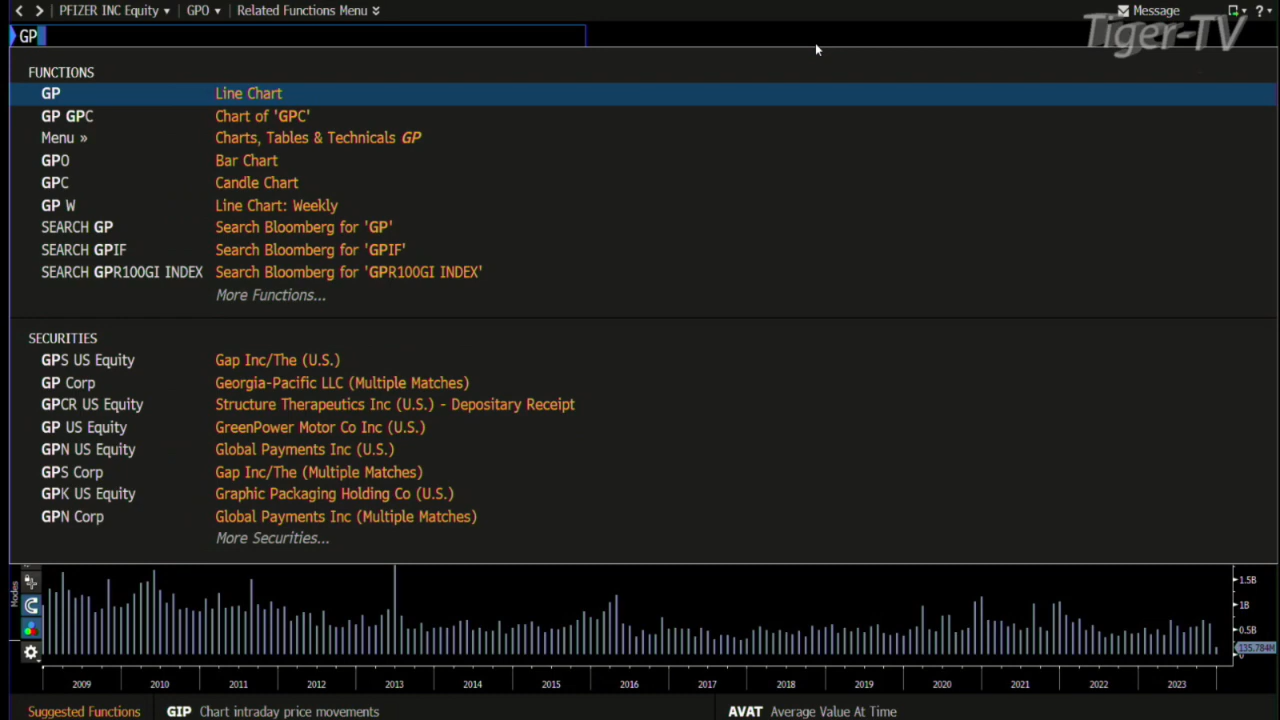 PFIZER INC Equity GPO Related Functions Menu Message ?
Tiger-TV
GP
FUNCTIONS
GP Line Chart
GP GPC Chart of 'GPC'
Menu » Charts, Tables & Technicals GP
GPO Bar Chart
GPC Candle Chart
GP W Line Chart: Weekly
SEARCH GP Search Bloomberg for 'GP'
SEARCH GPIF Search Bloomberg for 'GPIF'
SEARCH GPR100GI INDEX Search Bloomberg for 'GPR100GI INDEX'
More Functions...
SECURITIES
GPS US Equity Gap Inc/The (U.S.)
GP Corp Georgia-Pacific LLC (Multiple Matches)
GPCR US Equity Structure Therapeutics Inc (U.S.) - Depositary Receipt
GP US Equity GreenPower Motor Co Inc (U.S.)
GPN US Equity Global Payments Inc (U.S.)
GPS Corp Gap Inc/The (Multiple Matches)
GPK US Equity Graphic Packaging Holding Co (U.S.)
GPN Corp Global Payments Inc (Multiple Matches)
More Securities...
Modes
1.5B
1B
0.5B
135.784M
0
2009 2010 2011 2012 2013 2014 2015 2016 2017 2018 2019 2020 2021 2022 2023
Suggested Functions GIP Chart intraday price movements AVAT Average Value At Time